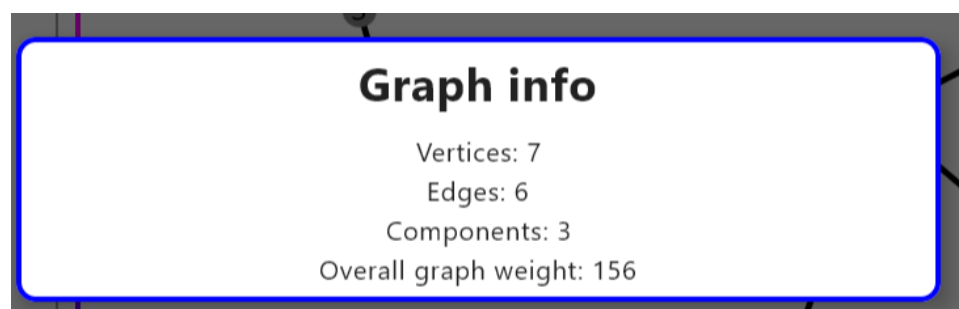 Graph info
Vertices: 7
Edges: 6
Components: 3
Overall graph weight: 156